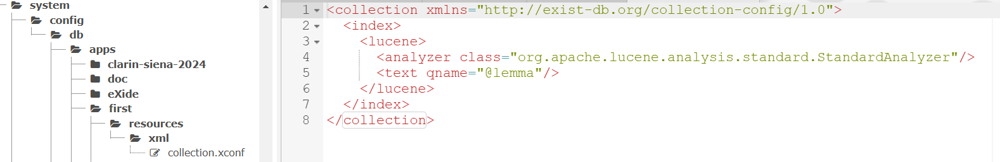 system
config
db
apps
clarin-siena-2024
doc
eXide
first
resources
xml
collection.xconf
1 <collection xmlns="http://exist-db.org/collection-config/1.0">
2 <index>
3 <lucene>
4 <analyzer class="org.apache.lucene.analysis.standard.StandardAnalyzer"/>
5 <text qname="@lemma"/>
6 </lucene>
7 </index>
8 </collection>